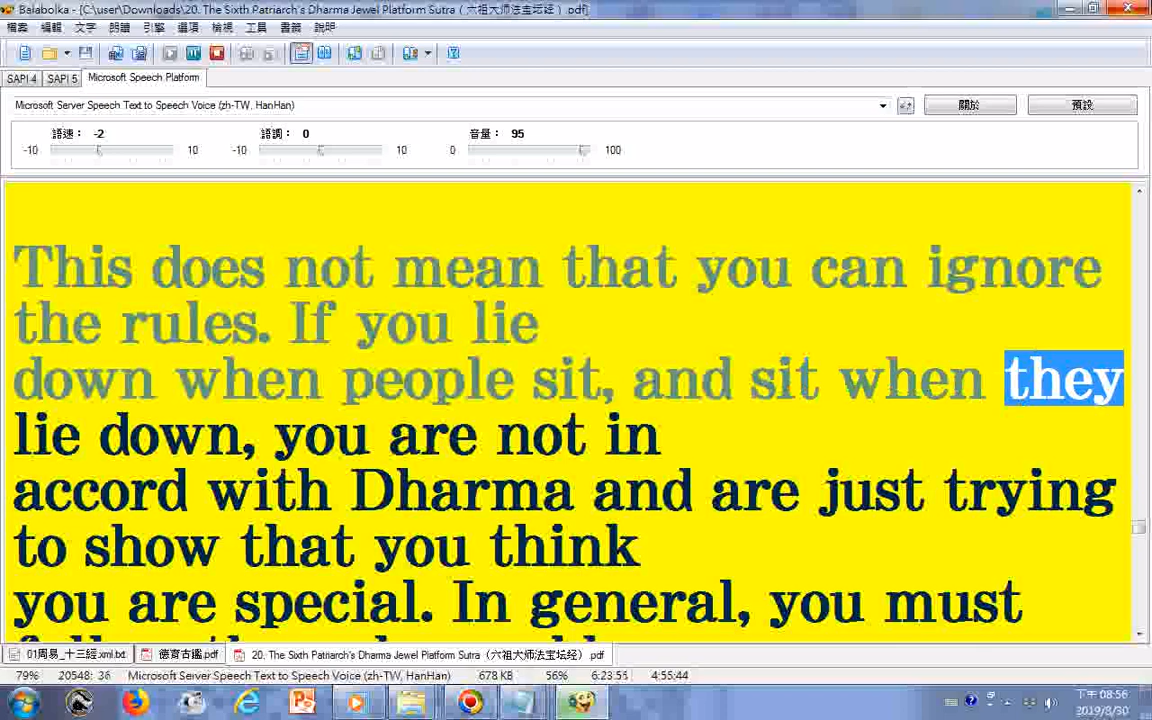 Balabolka - [C:\user\Downloads\20. The Sixth Patriarch's Dharma Jewel Platform Sutra（六祖大师法宝坛经）.pdf]
檔案 編輯 文字 朗讀 引擎 選項 檢視 工具 書籤 說明
SAPI 4 SAPI 5 Microsoft Speech Platform
Microsoft Server Speech Text to Speech Voice (zh-TW, HanHan) 關於 預設
語速： -2 語調： 0 音量： 95
-10 10 -10 10 0 100
This does not mean that you can ignore
the rules. If you lie
down when people sit, and sit when they
lie down, you are not in
accord with Dharma and are just trying
to show that you think
you are special. In general, you must
01周易_十三經.xml.txt 德育古鑑.pdf 20. The Sixth Patriarch's Dharma Jewel Platform Sutra（六祖大师法宝坛经）.pdf
79% 20548: 36 Microsoft Server Speech Text to Speech Voice (zh-TW, HanHan) 678 KB 56% 6:23:55 4:55:44
下午 08:56
2019/8/30